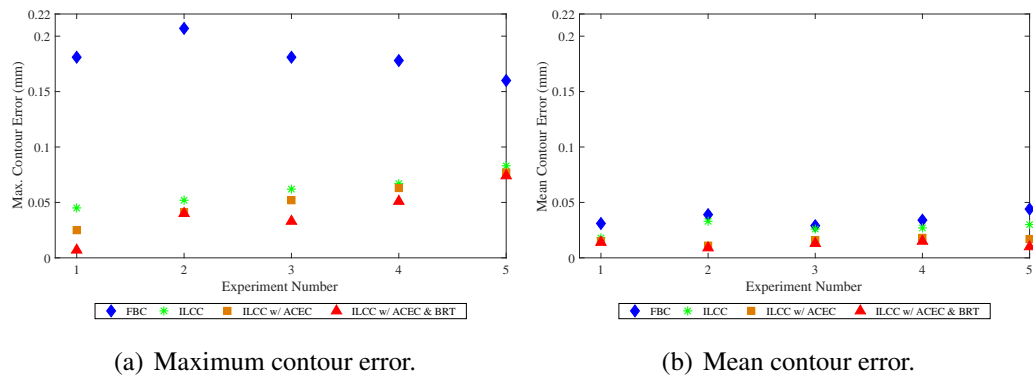 0.22
0.2
0.15
0.1
0.05
0
Max. Contour Error (mm)
1 2 3 4 5
Experiment Number
FBC ILCC ILCC w/ ACEC ILCC w/ ACEC & BRT
(a) Maximum contour error.
0.22
0.2
0.15
0.1
0.05
0
Mean Contour Error (mm)
1 2 3 4 5
Experiment Number
FBC ILCC ILCC w/ ACEC ILCC w/ ACEC & BRT
(b) Mean contour error.